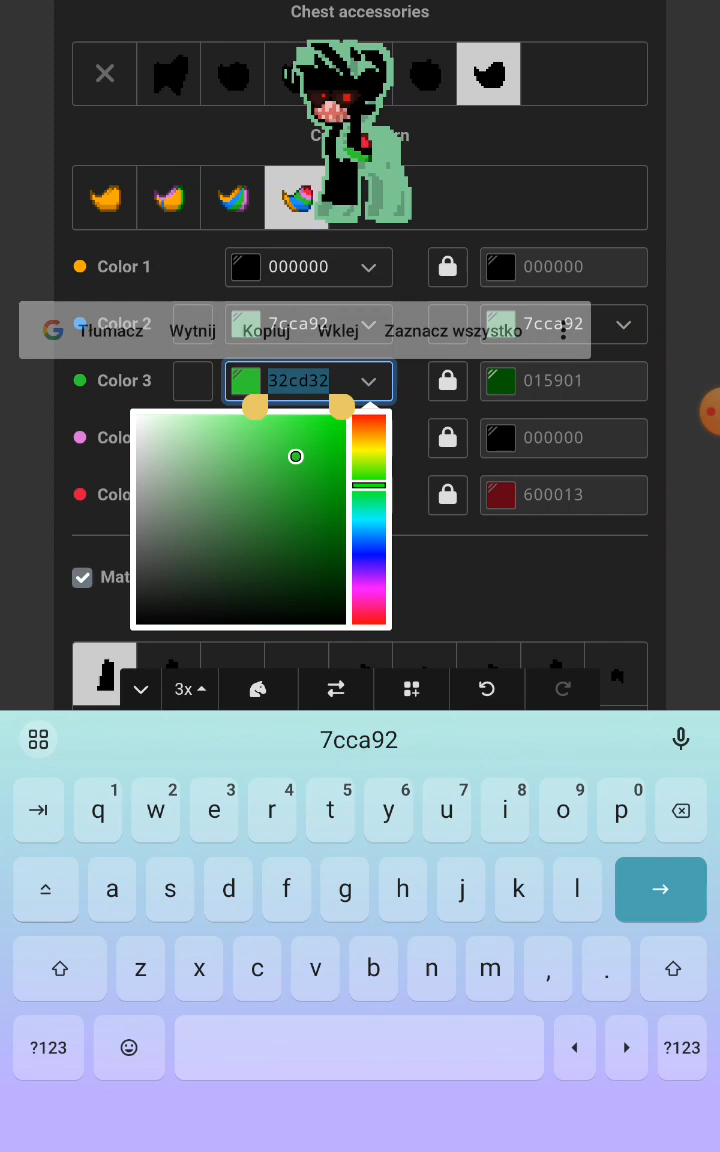 Chest accessories
Color 1 000000 000000
Color 2 7cca92 7cca92
Tłumacz Wytnij Kopiuj Wklej Zaznacz wszystko
Color 3 32cd32 015901
000000
600013
3x
7cca92
1 2 3 4 5 6 7 8 9 0
q w e r t y u i o p
a s d f g h j k l
z x c v b n m , .
?123 ?123